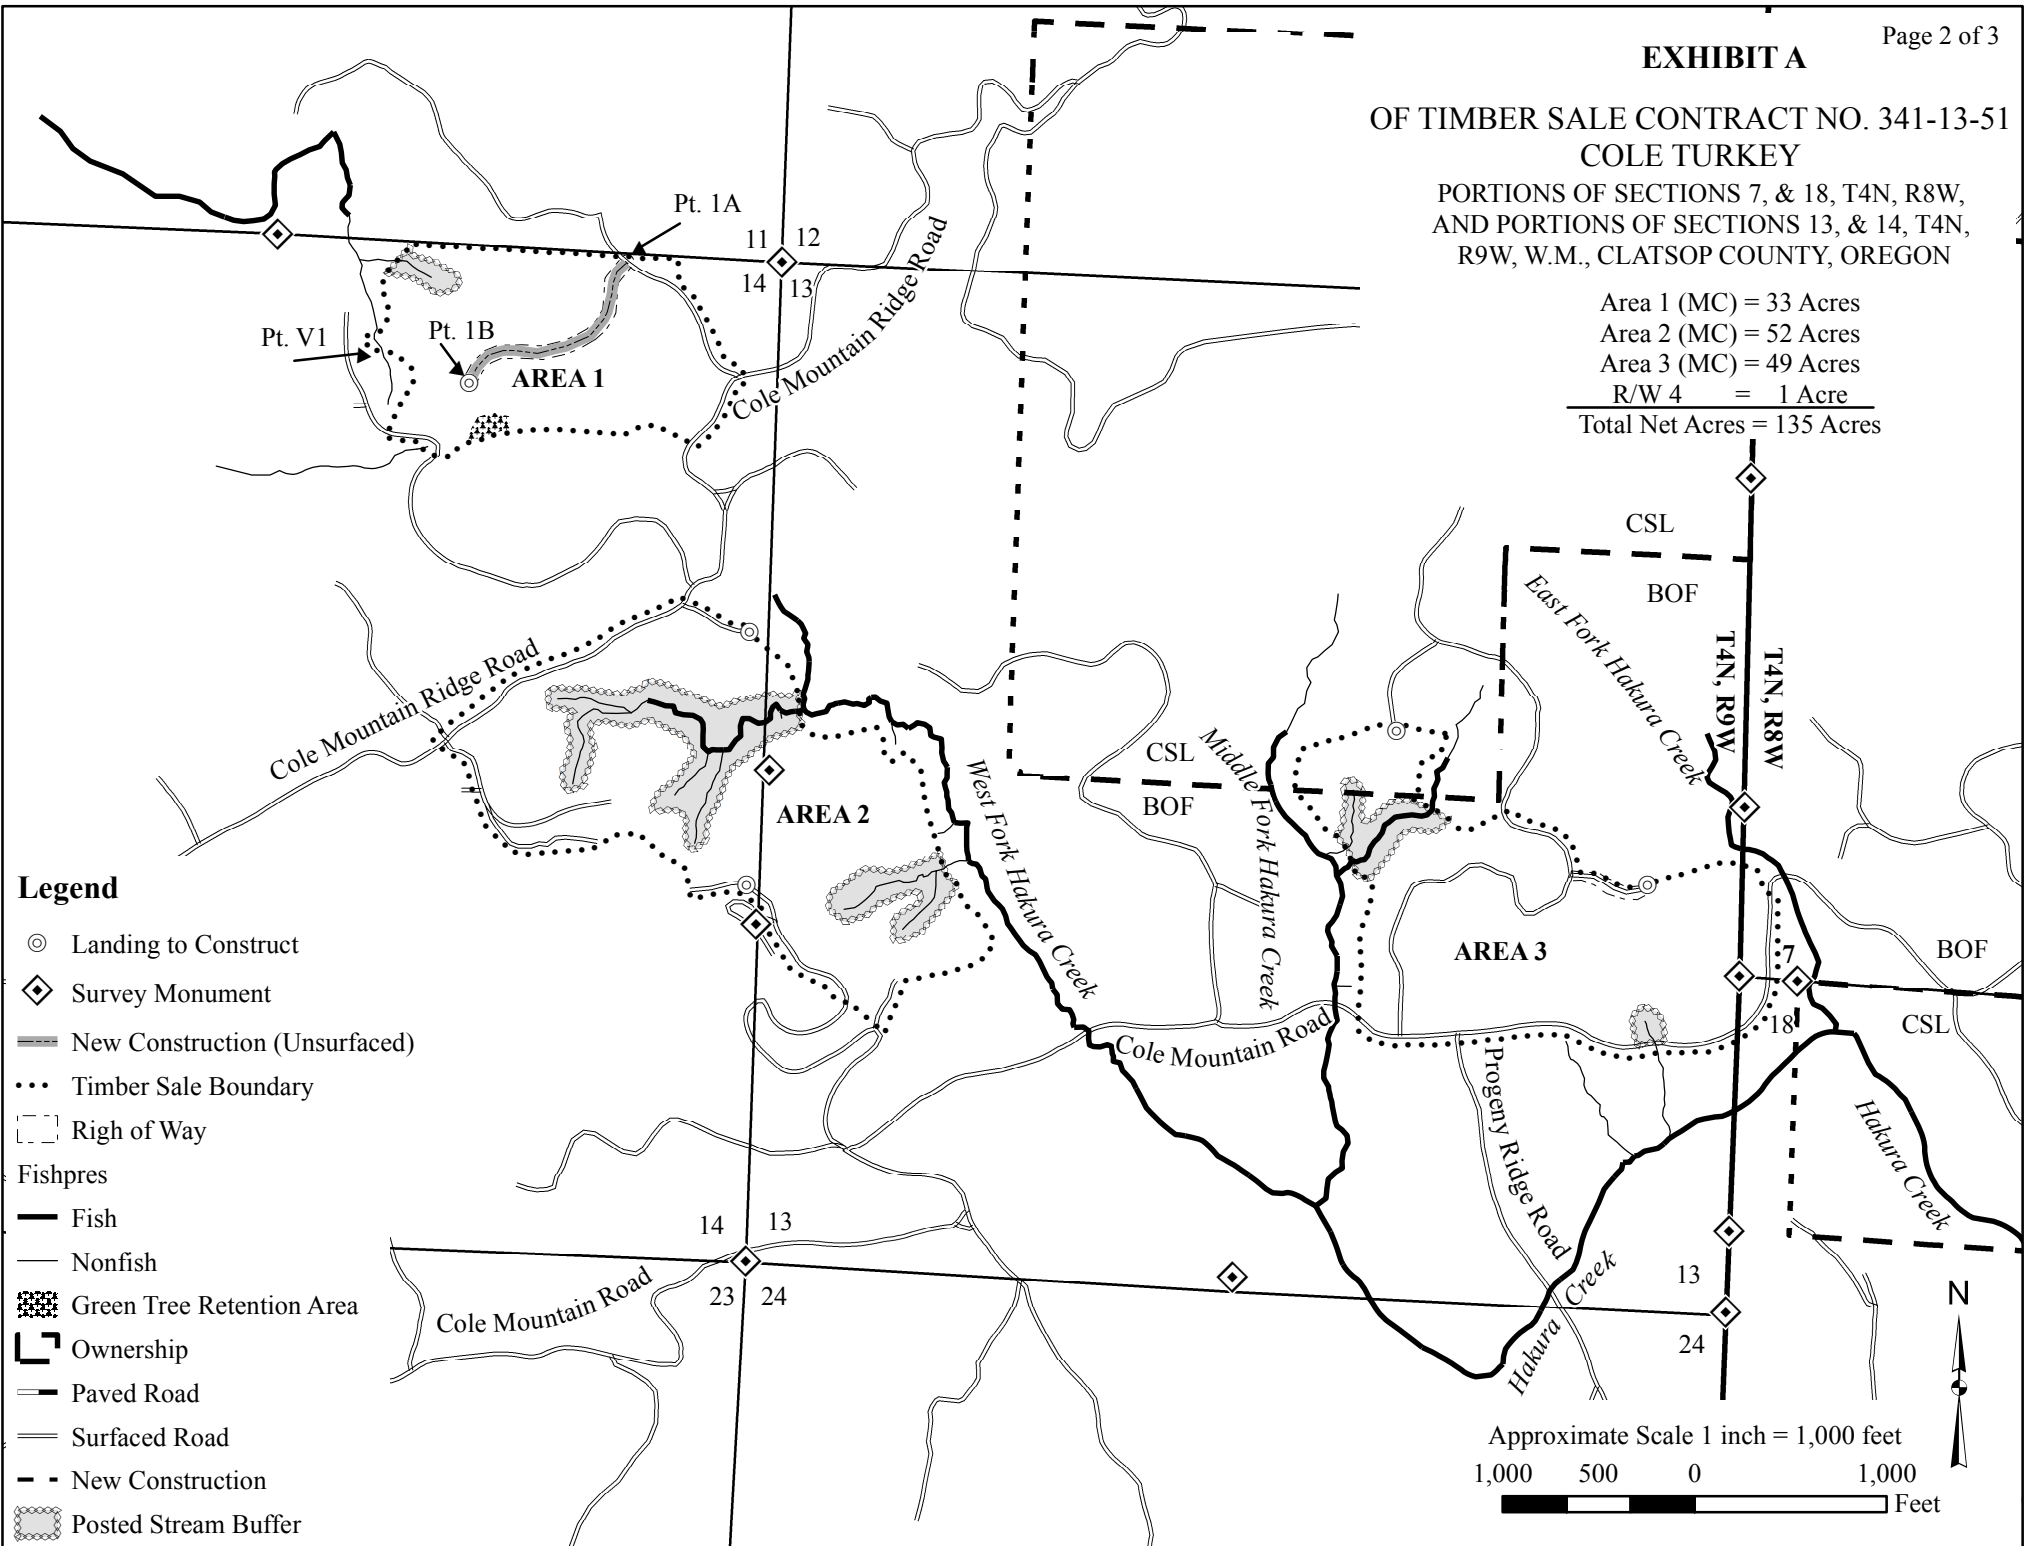 Page 2 of 3
EXHIBIT A
OF TIMBER SALE CONTRACT NO. 341-13-51
COLE TURKEY
PORTIONS OF SECTIONS 7, & 18, T4N, R8W,
AND PORTIONS OF SECTIONS 13, & 14, T4N,
R9W, W.M., CLATSOP COUNTY, OREGON
Area 1 (MC) = 33 Acres
Area 2 (MC) = 52 Acres
Area 3 (MC) = 49 Acres
R/W 4 = 1 Acre
Total Net Acres = 135 Acres
Pt. 1A
11 12
14 13
Cole Mountain Ridge Road
Pt. V1
Pt. 1B
AREA 1
CSL
BOF
East Fork Hakura Creek
T4N, R9W
T4N, R8W
Cole Mountain Ridge Road
AREA 2
West Fork Hakura Creek
CSL
BOF
Middle Fork Hakura Creek
AREA 3
7
18
BOF
CSL
Cole Mountain Road
Progeny Ridge Road
Hakura Creek
Hakura Creek
14 13
23 24
Cole Mountain Road
13
24
N
Legend
Landing to Construct
Survey Monument
New Construction (Unsurfaced)
Timber Sale Boundary
Righ of Way
Fishpres
Fish
Nonfish
Green Tree Retention Area
Ownership
Paved Road
Surfaced Road
New Construction
Posted Stream Buffer
Approximate Scale 1 inch = 1,000 feet
1,000 500 0 1,000
Feet